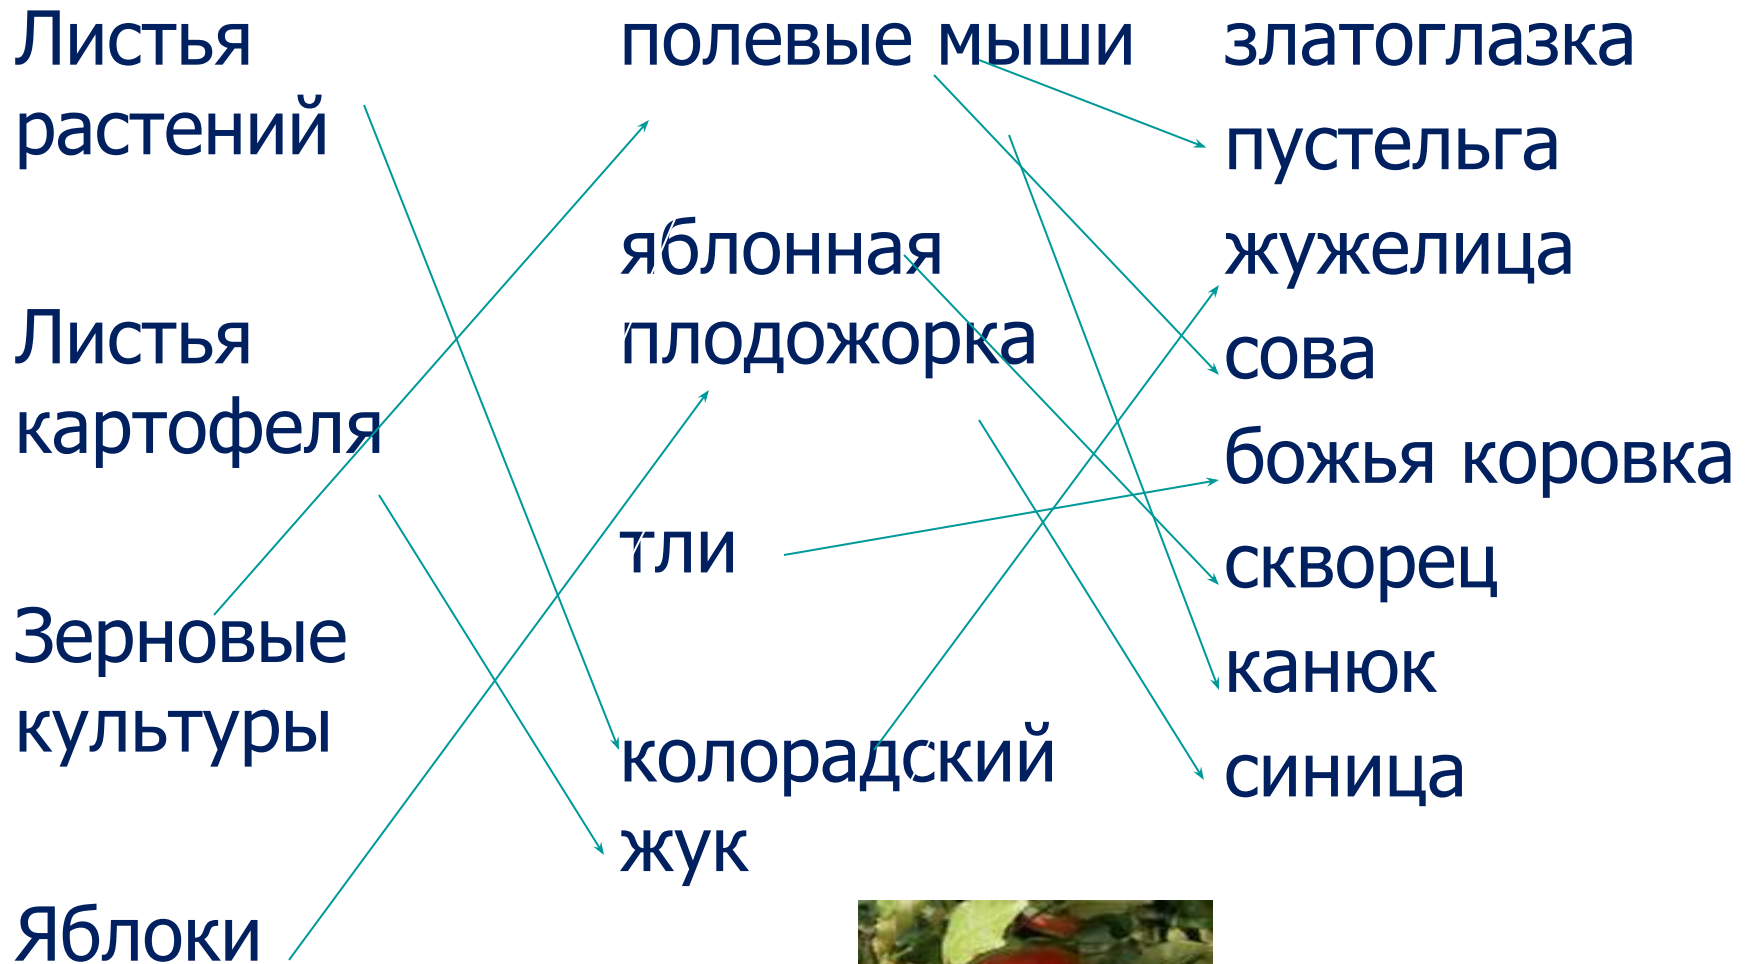 Листья
растений
Листья
картофеля
Зерновые
культуры
Яблоки
полевые мыши
яблонная
плодожорка
тли
колорадский
жук
златоглазка
пустельга
жужелица
сова
божья коровка
скворец
канюк
синица